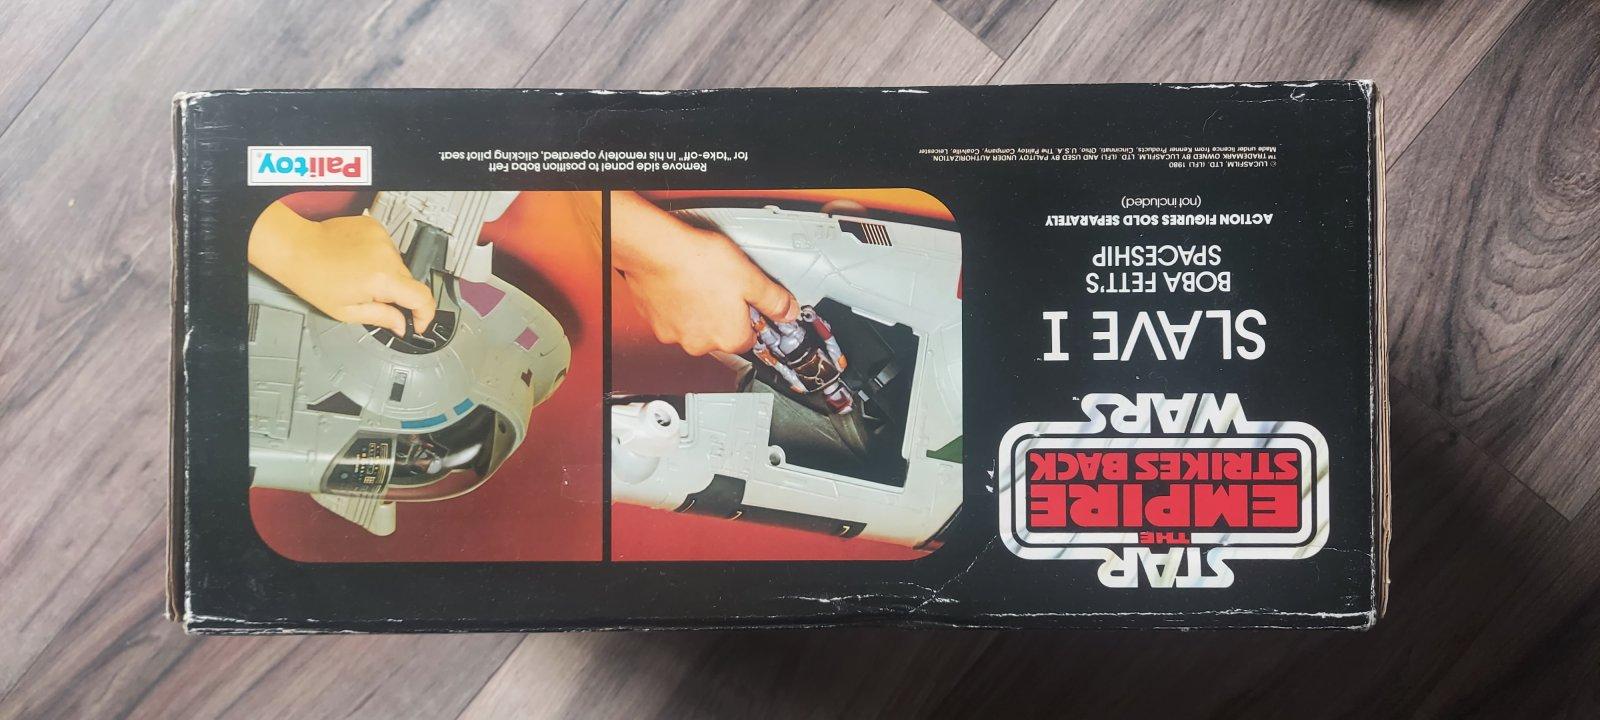 STAR
THE
EMPIRE
STRIKES BACK
WARS™
SLAVE I
BOBA FETT'S
SPACESHIP
ACTION FIGURES SOLD SEPARATELY
(not included)
© LUCASFILM, LTD. (LFL) 1980
™ TRADEMARK OWNED BY LUCASFILM, LTD. (LFL) AND USED BY PALITOY UNDER AUTHORIZATION
Made under licence from Kenner Products, Cincinnati, Ohio, U.S.A. The Palitoy Company, Coalville, Leicester
Remove side panel to position Boba Fett
for "take-off" in his remotely operated, clicking, pilot seat.
Palitoy®